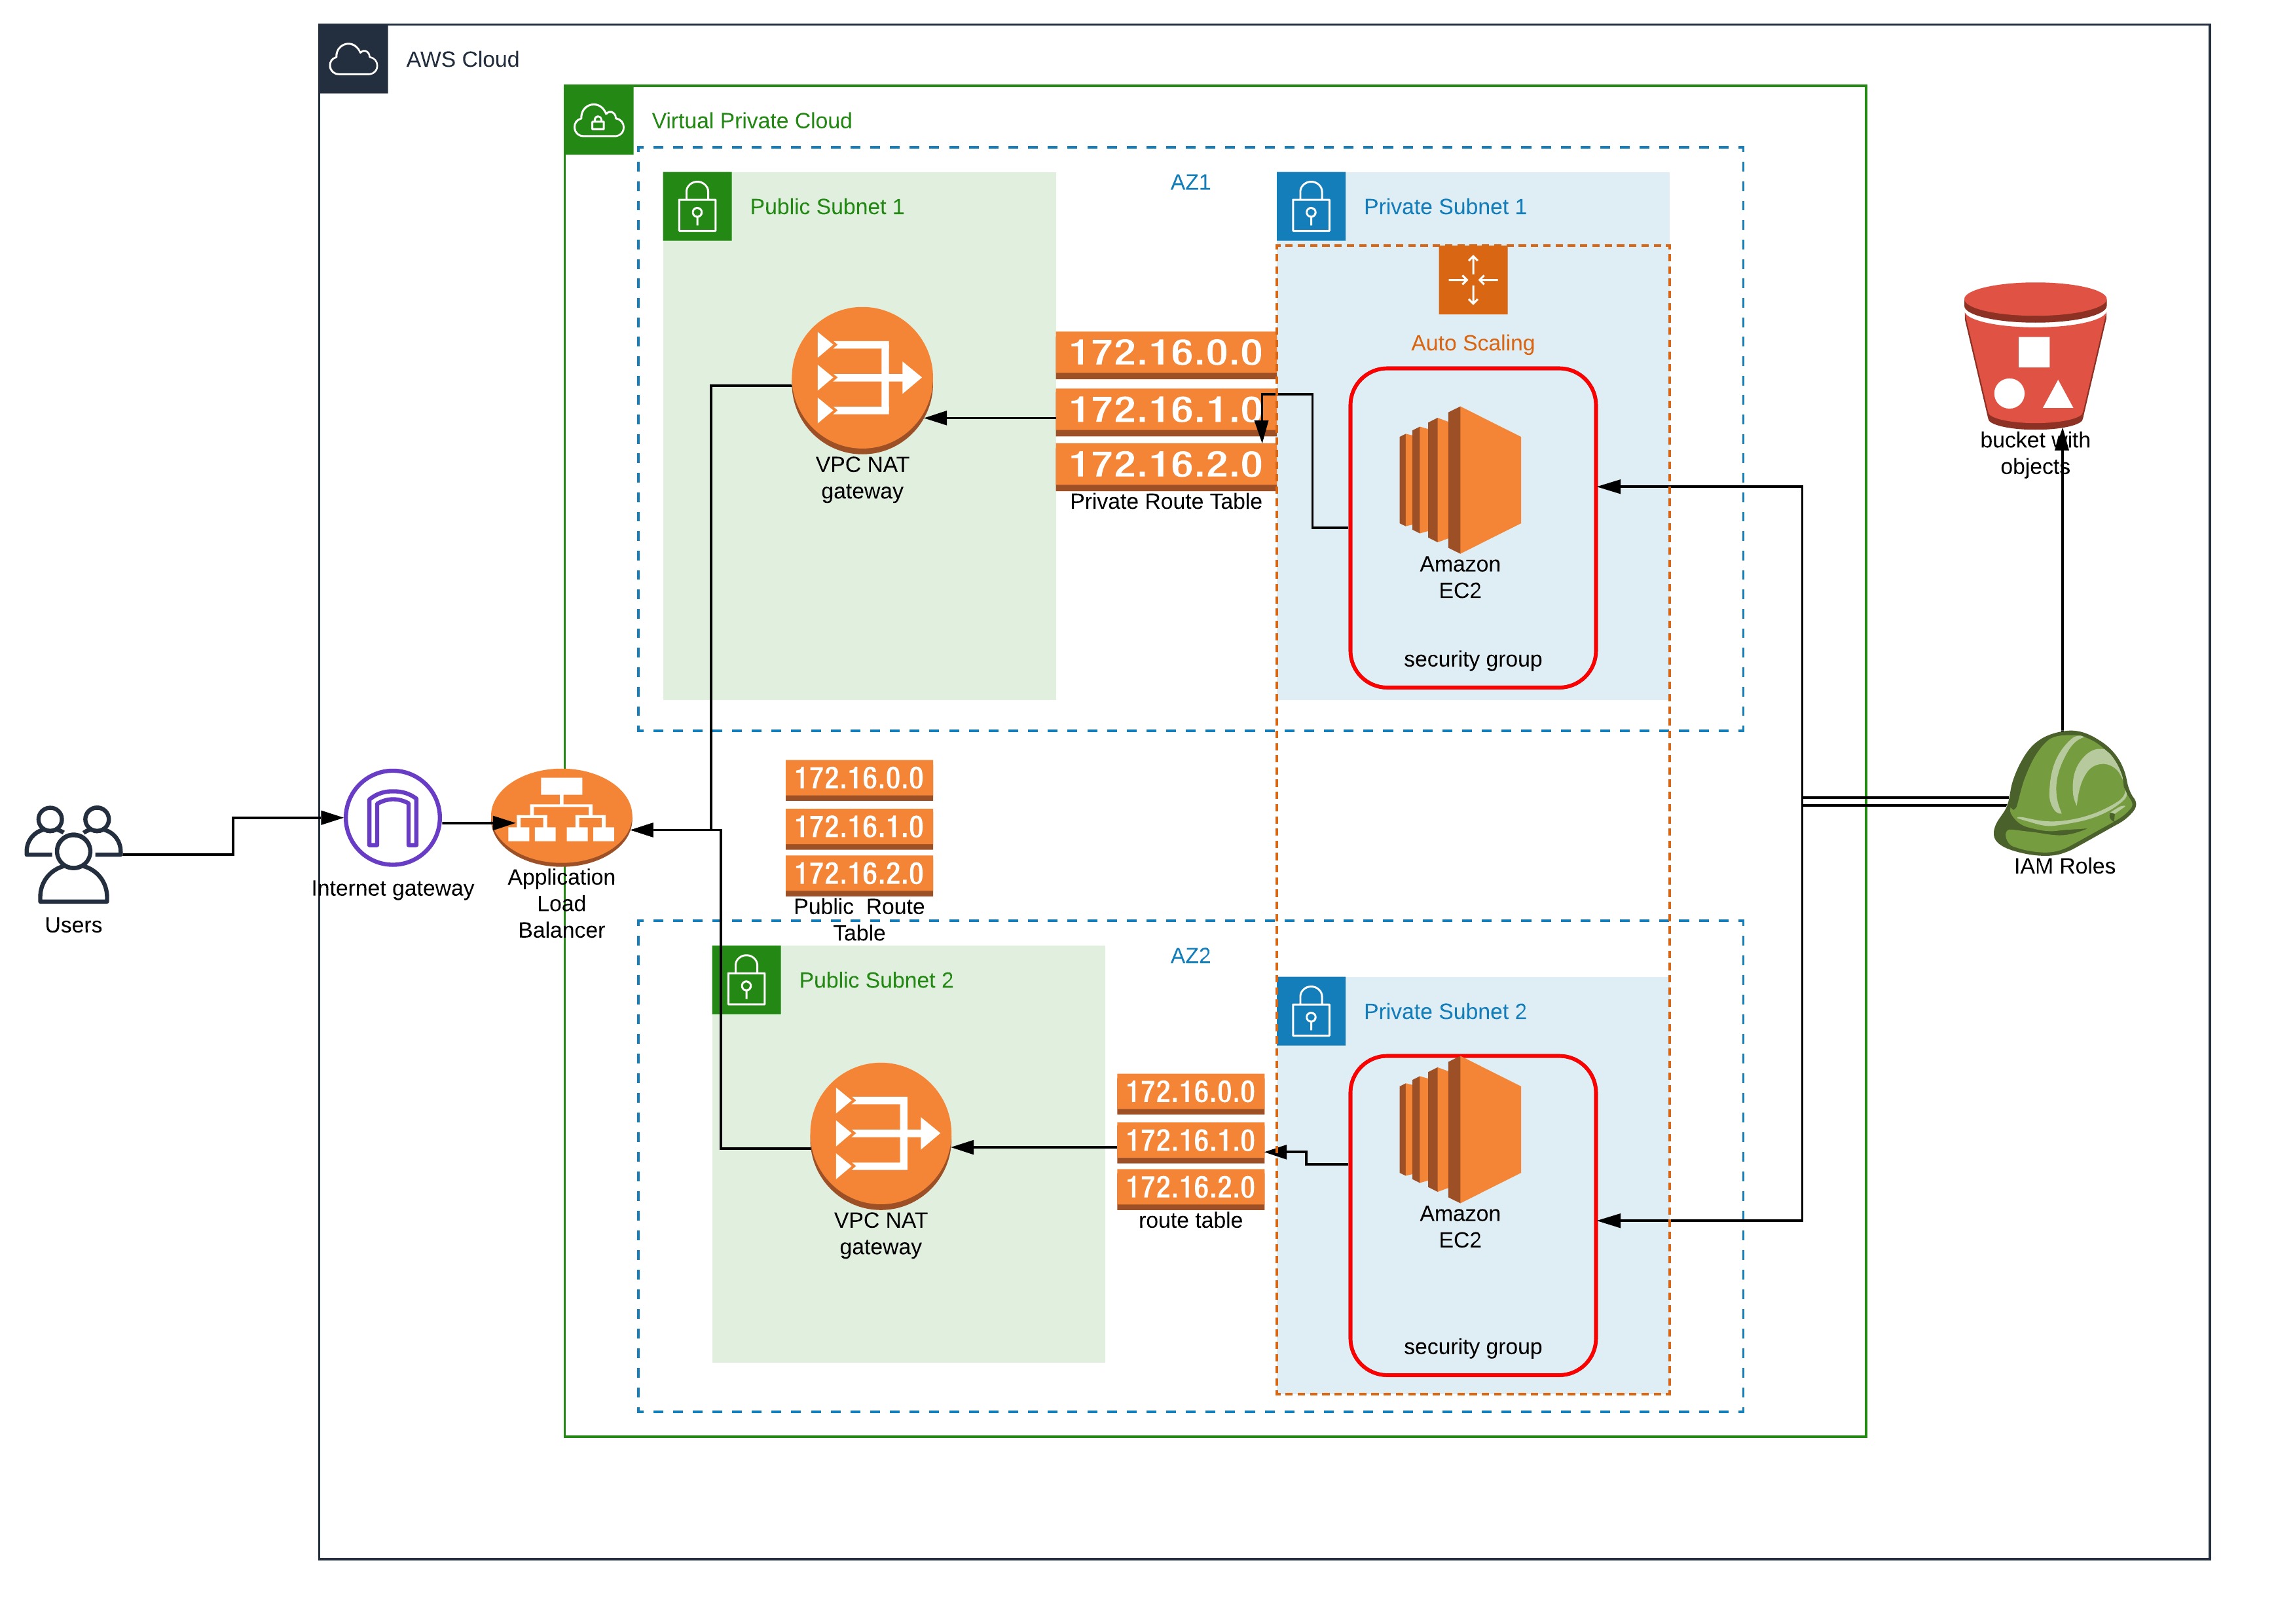 AWS Cloud
Virtual Private Cloud
AZ1
Public Subnet 1
Private Subnet 1
Auto Scaling
172.16.0.0
172.16.1.0
172.16.2.0
Private Route Table
VPC NAT
gateway
Amazon
EC2
security group
bucket with
objects
172.16.0.0
172.16.1.0
172.16.2.0
Public Route
Table
Users
Internet gateway
Application
Load
Balancer
IAM Roles
AZ2
Public Subnet 2
Private Subnet 2
172.16.0.0
172.16.1.0
172.16.2.0
route table
VPC NAT
gateway
Amazon
EC2
security group